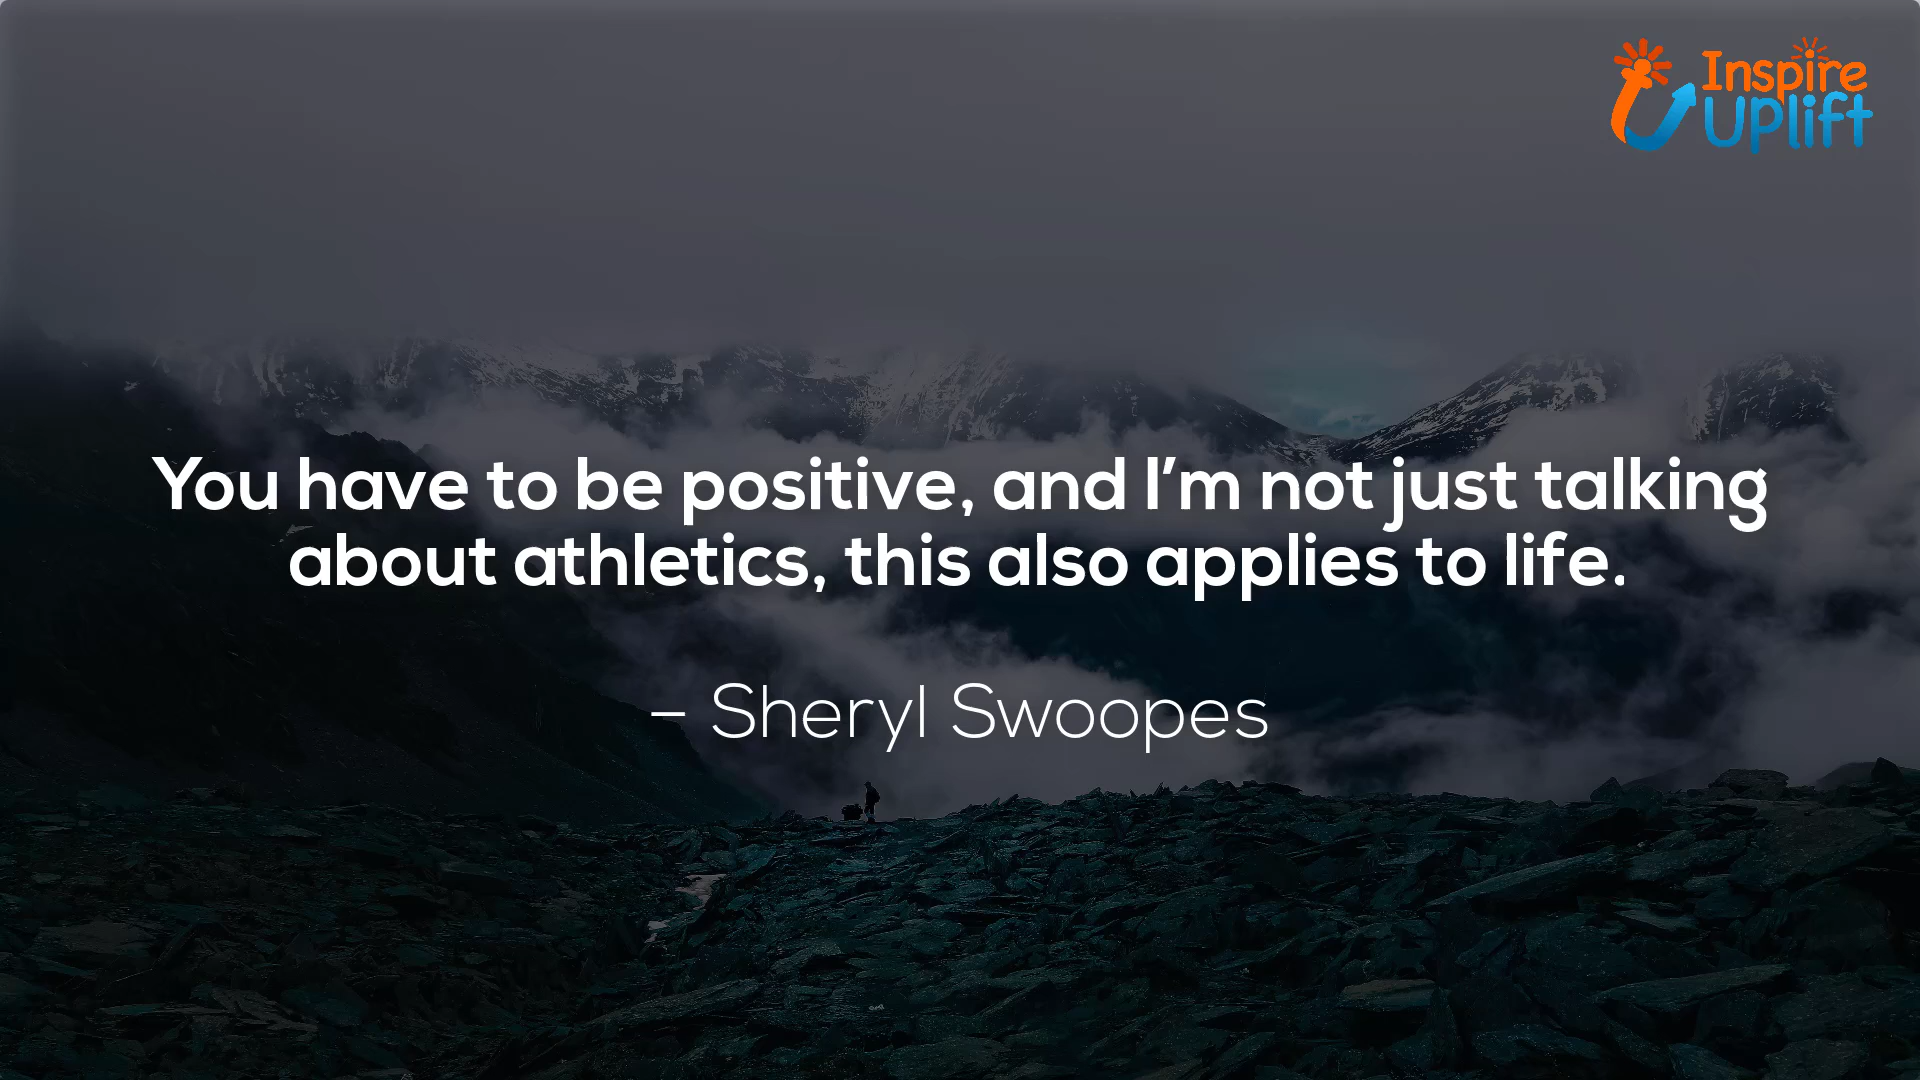 Inspire
Uplift
You have to be positive, and I’m not just talking
about athletics, this also applies to life.
– Sheryl Swoopes